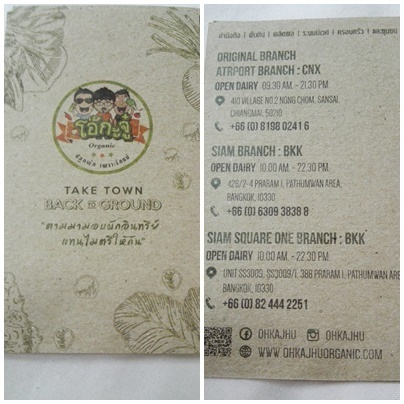 โอ้กะจู๋
Organic
ปลูกผัก เพราะรักแม่
TAKE TOWN
BACK TO GROUND
"ตามมามอบผักอินทรีย์
แทนไมตรีให้กัน"
ORIGINAL BRANCH
ATRPORT BRANCH : CNX
OPEN DAIRY 09.30 AM. - 21.30 PM
410 VILLAGE NO.2 NONG CHOM, SANSAI,
CHIANGMAI, 50210
+66 (0) 8198 0241 6
SIAM BRANCH : BKK
OPEN DAIRY 10.00 AM. - 22.30 PM
426/2-4 PRARAM I, PATHUMWAN AREA,
BANGKOK, 10330
+66 (0) 6309 3838 8
SIAM SQUARE ONE BRANCH : BKK
OPEN DAIRY 10.00 AM. - 22.30 PM
UNIT SS3005, SS3009/1, 388 PRARAM I, PATHUMWAN AREA
BANGKOK, 10330
+66 (0) 82 444 2251
OHKAJHU OHKAJHU
WWW.OHKAJHUORGANIC.COM